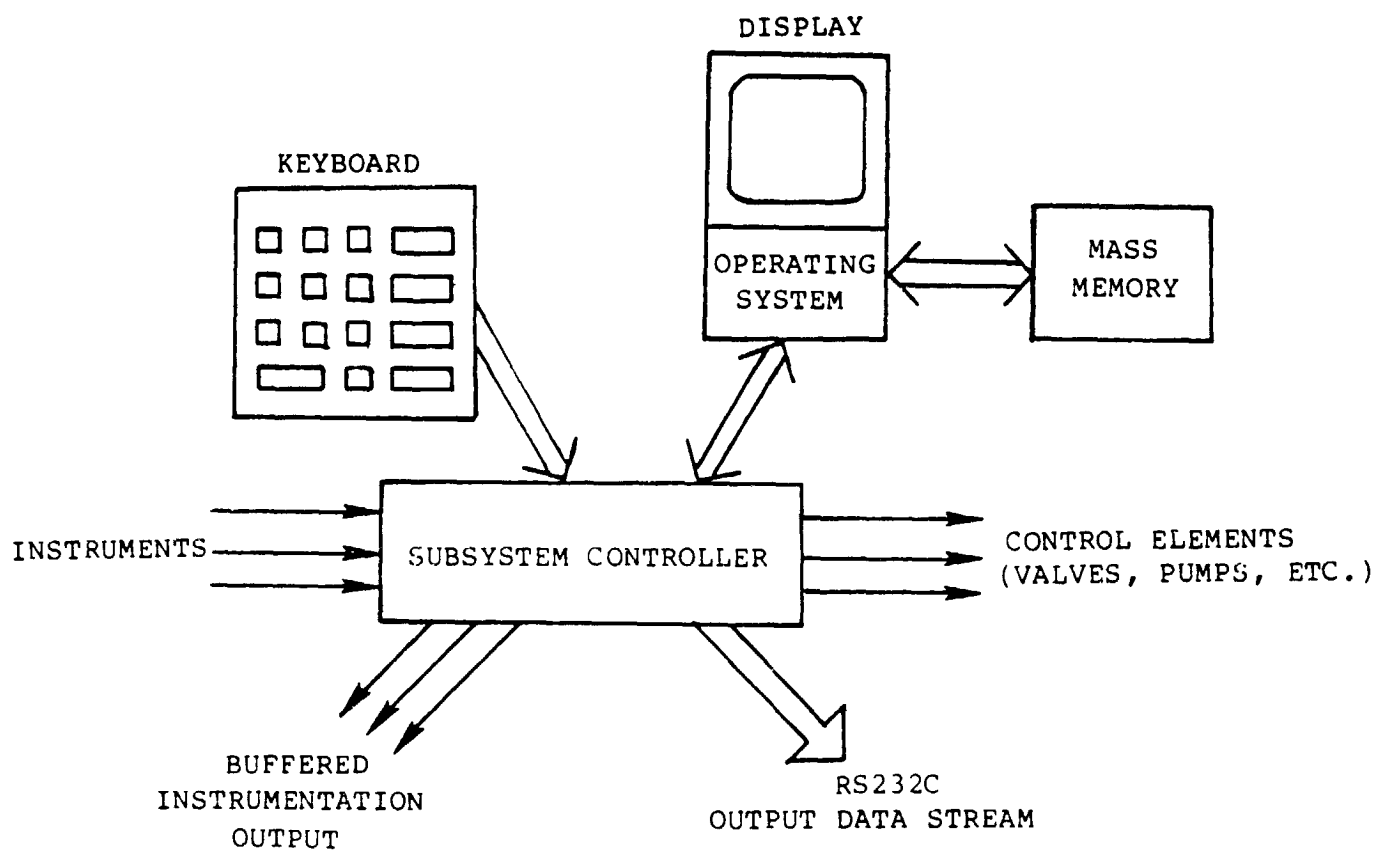 DISPLAY
KEYBOARD
OPERATING
SYSTEM
MASS
MEMORY
INSTRUMENTS
SUBSYSTEM CONTROLLER
CONTROL ELEMENTS
(VALVES, PUMPS, ETC.)
BUFFERED
INSTRUMENTATION
OUTPUT
RS232C
OUTPUT DATA STREAM